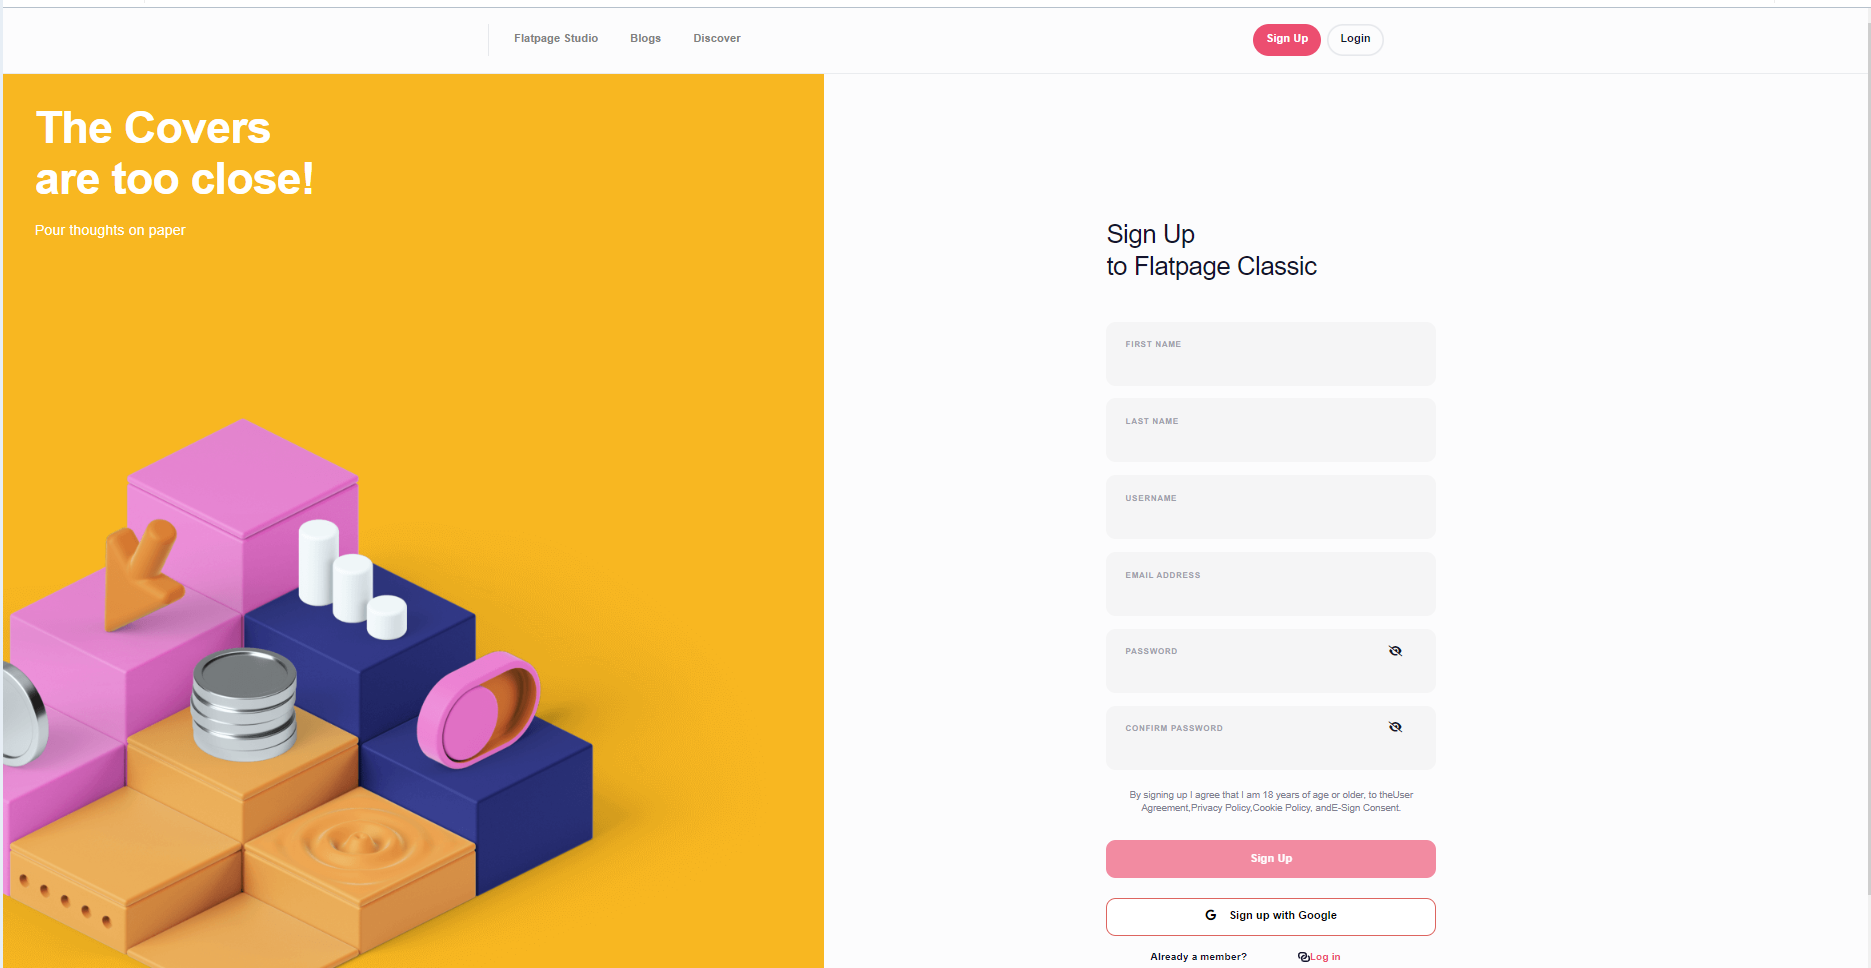 Flatpage Studio
Blogs
Discover
Sign Up
Login
The Covers
are too close!
Pour thoughts on paper
Sign Up
to Flatpage Classic
FIRST NAME
LAST NAME
USERNAME
EMAIL ADDRESS
PASSWORD
CONFIRM PASSWORD
By signing up I agree that I am 18 years of age or older, to theUser
Agreement,Privacy Policy,Cookie Policy, andE-Sign Consent.
Sign Up
G Sign up with Google
Already a member?
Log in